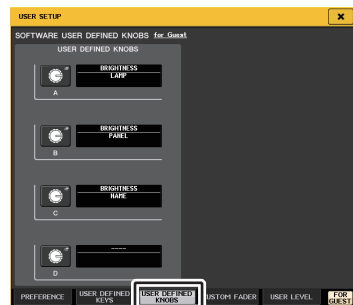 USER SETUP
SOFTWARE USER DEFINED KNOBS for Guest
USER DEFINED KNOBS
BRIGHTNESS
LAMP
A
BRIGHTNESS
PANEL
B
BRIGHTNESS
NAME
C
----
D
PREFERENCE
USER DEFINED
KEYS
USER DEFINED
KNOBS
USTOM FADER
USER LEVEL
FOR
GUEST